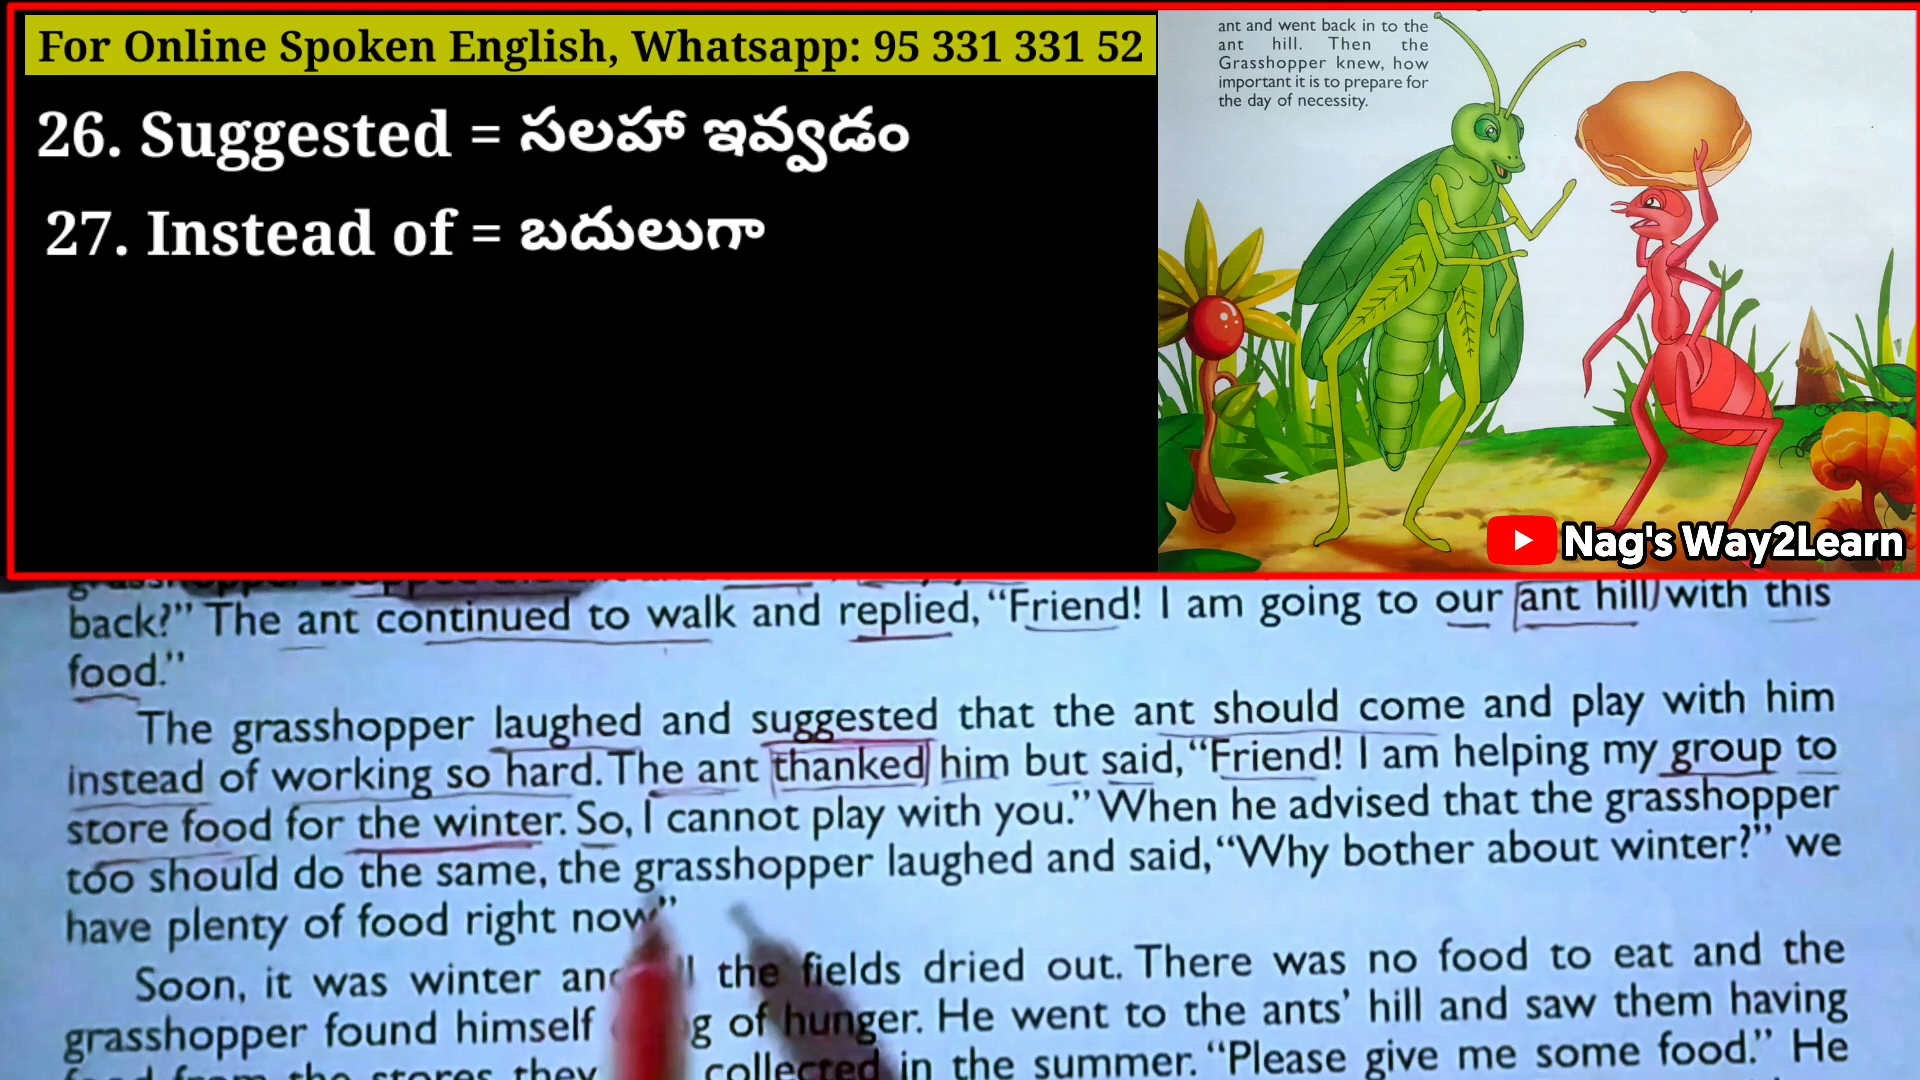 For Online Spoken English, Whatsapp: 95 331 331 52
26. Suggested = సలహా ఇవ్వడం
27. Instead of = బదులుగా
ant and went back in to the
ant hill. Then the
Grasshopper knew, how
important it is to prepare for
the day of necessity.
Nag's Way2Learn
back?" The ant continued to walk and replied, "Friend! I am going to our ant hill with this
food."
The grasshopper laughed and suggested that the ant should come and play with him
instead of working so hard. The ant thanked him but said, "Friend! I am helping my group to
store food for the winter. So, I cannot play with you." When he advised that the grasshopper
too should do the same, the grasshopper laughed and said, "Why bother about winter?" we
have plenty of food right now"
Soon, it was winter and the fields dried out. There was no food to eat and the
grasshopper found himself of hunger. He went to the ants' hill and saw them having
food from the stores they collected in the summer. "Please give me some food." He